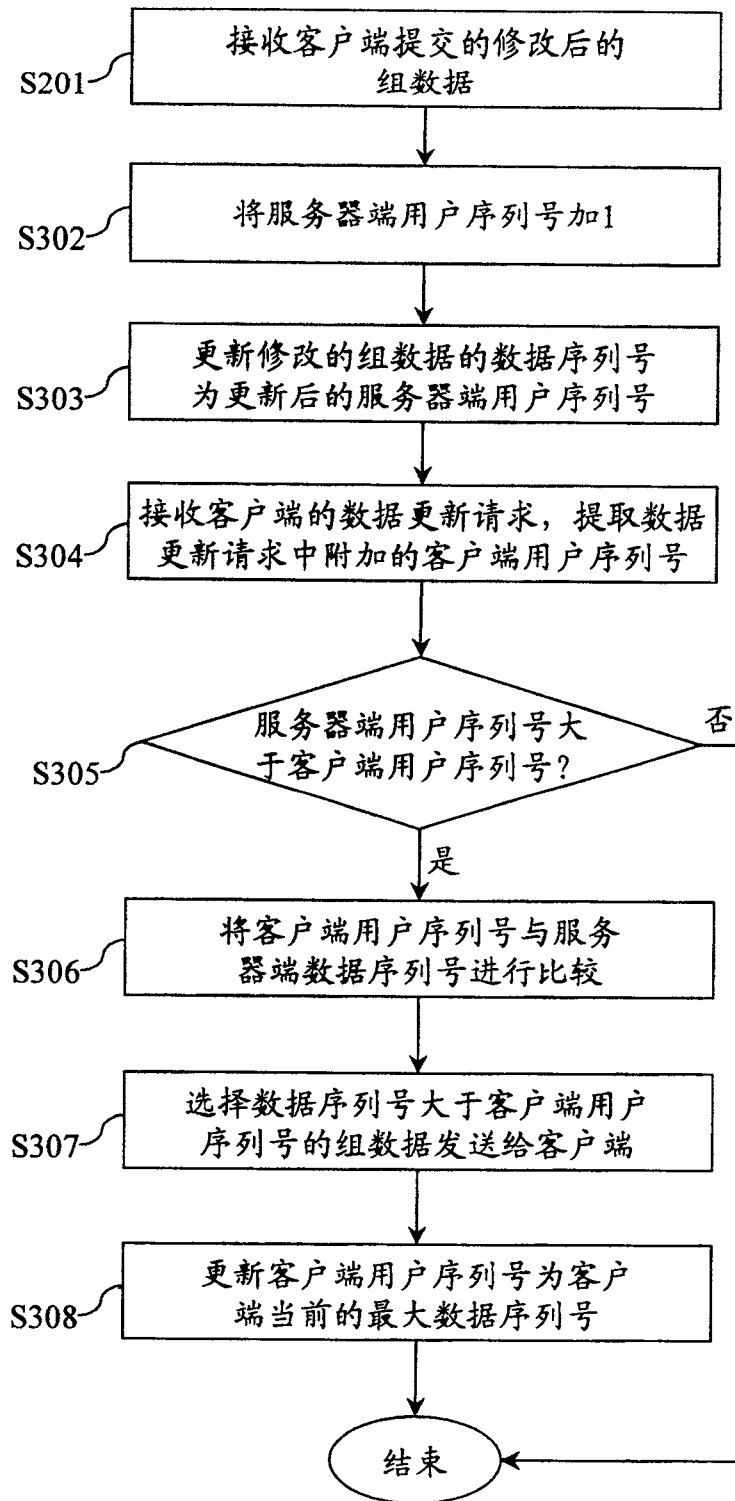 接收客户端提交的修改后的
组数据
S201
将服务器端用户序列号加1
S302
更新修改的组数据的数据序列号
为更新后的服务器端用户序列号
S303
接收客户端的数据更新请求，提取数据
更新请求中附加的客户端用户序列号
S304
服务器端用户序列号大
于客户端用户序列号？
否
S305
是
将客户端用户序列号与服务
器端数据序列号进行比较
S306
选择数据序列号大于客户端用户
序列号的组数据发送给客户端
S307
更新客户端用户序列号为客户
端当前的最大数据序列号
S308
结束